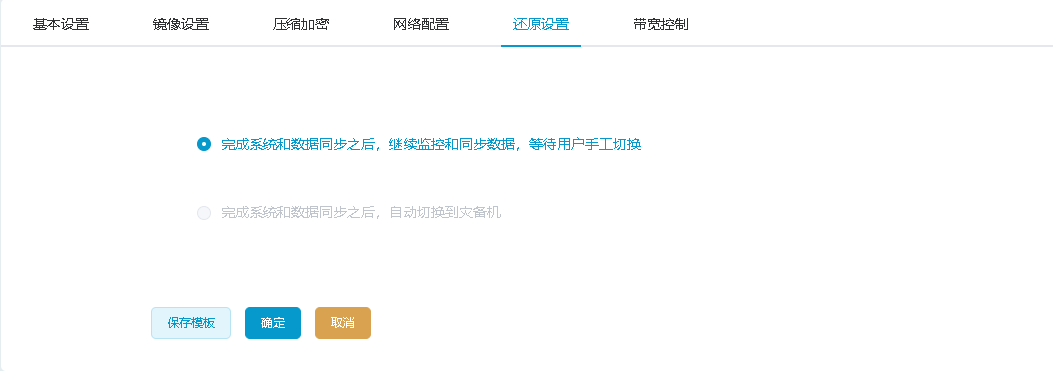 基本设置 镜像设置 压缩加密 网络配置 还原设置 带宽控制
完成系统和数据同步之后，继续监控和同步数据，等待用户手工切换
完成系统和数据同步之后，自动切换到灾备机
保存模板 确定 取消